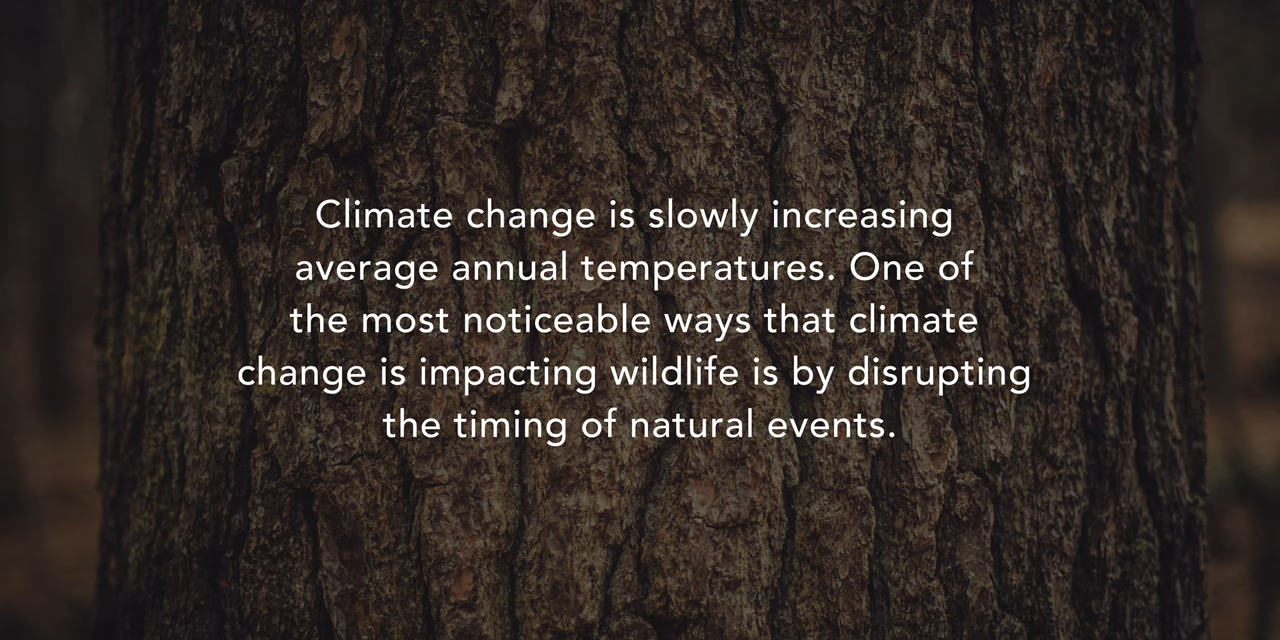 Climate change is slowly increasing
average annual temperatures. One of
the most noticeable ways that climate
change is impacting wildlife is by disrupting
the timing of natural events.